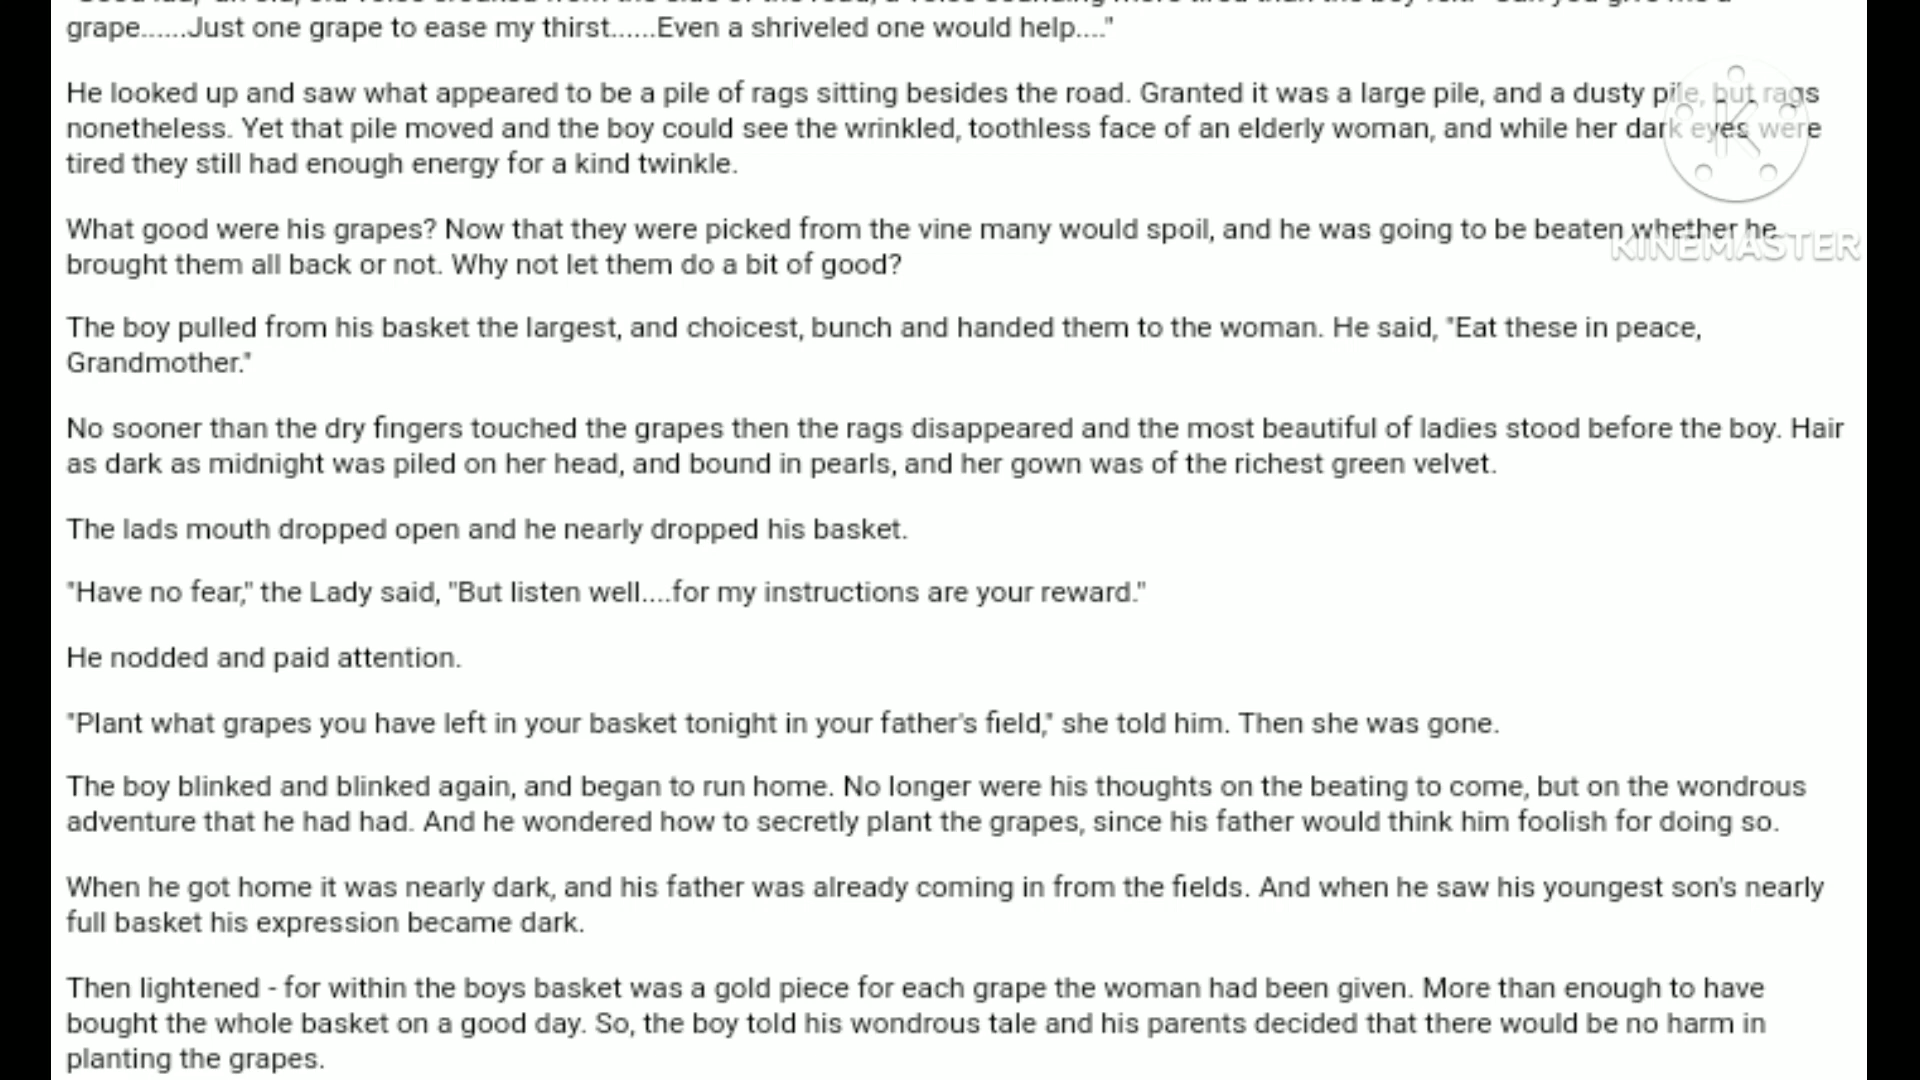 grape......Just one grape to ease my thirst......Even a shriveled one would help...."
He looked up and saw what appeared to be a pile of rags sitting besides the road. Granted it was a large pile, and a dusty pile, but rags
nonetheless. Yet that pile moved and the boy could see the wrinkled, toothless face of an elderly woman, and while her dark eyes were
tired they still had enough energy for a kind twinkle.
What good were his grapes? Now that they were picked from the vine many would spoil, and he was going to be beaten whether he
brought them all back or not. Why not let them do a bit of good?
KINEMASTER
The boy pulled from his basket the largest, and choicest, bunch and handed them to the woman. He said, "Eat these in peace,
Grandmother."
No sooner than the dry fingers touched the grapes then the rags disappeared and the most beautiful of ladies stood before the boy. Hair
as dark as midnight was piled on her head, and bound in pearls, and her gown was of the richest green velvet.
The lads mouth dropped open and he nearly dropped his basket.
"Have no fear," the Lady said, "But listen well....for my instructions are your reward."
He nodded and paid attention.
"Plant what grapes you have left in your basket tonight in your father's field," she told him. Then she was gone.
The boy blinked and blinked again, and began to run home. No longer were his thoughts on the beating to come, but on the wondrous
adventure that he had had. And he wondered how to secretly plant the grapes, since his father would think him foolish for doing so.
When he got home it was nearly dark, and his father was already coming in from the fields. And when he saw his youngest son's nearly
full basket his expression became dark.
Then lightened - for within the boys basket was a gold piece for each grape the woman had been given. More than enough to have
bought the whole basket on a good day. So, the boy told his wondrous tale and his parents decided that there would be no harm in
planting the grapes.